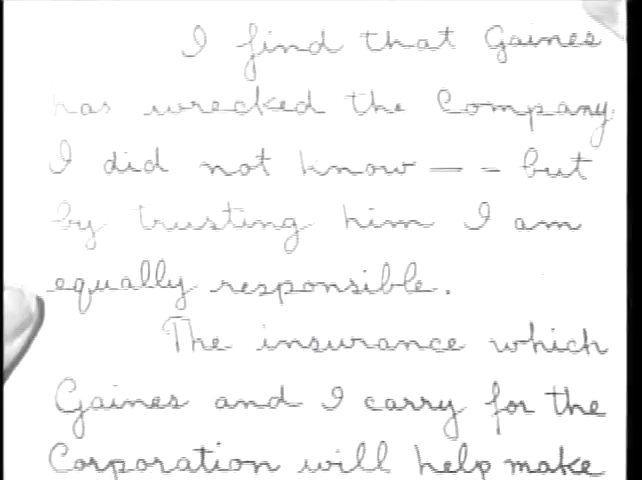 I find that Gaines
has wrecked the Company.
I did not know — - but
by trusting him I am
equally responsible.
The insurance which
Gaines and I carry for the
Corporation will help make